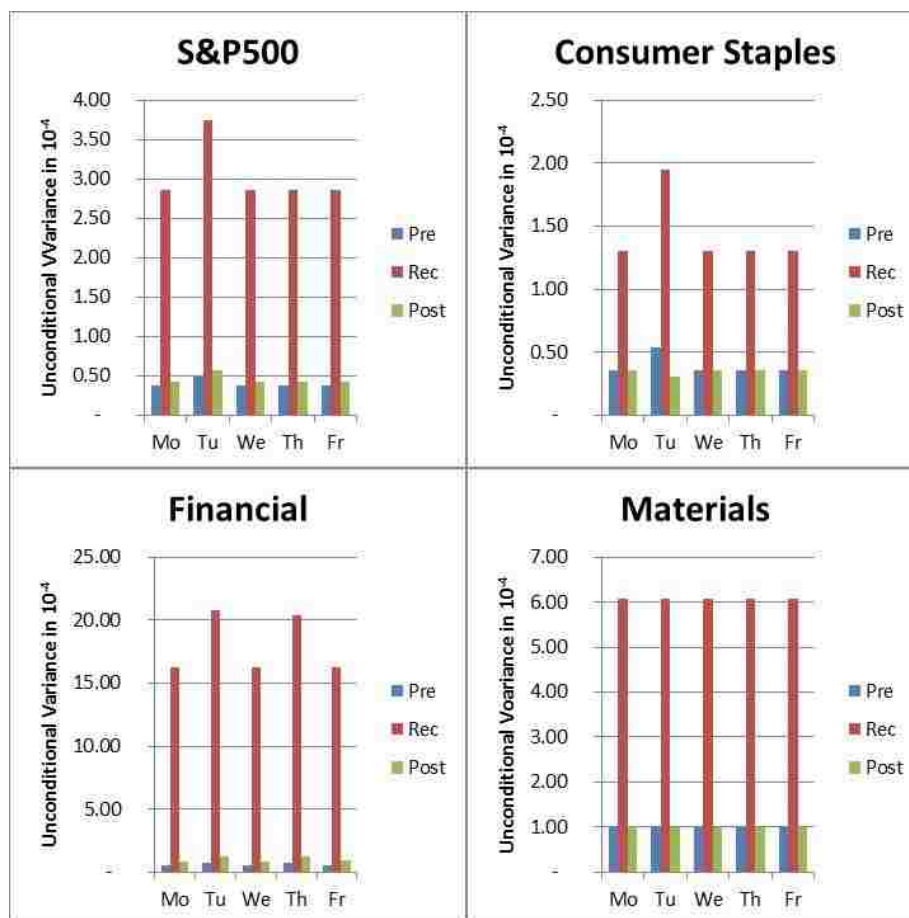 S&P500
Unconditional VVariance in 10-4
4.00
3.50
3.00
2.50
2.00
1.50
1.00
0.50
-
Mo Tu We Th Fr
Pre
Rec
Post
Consumer Staples
Unconditional Variance in 10-4
2.50
2.00
1.50
1.00
0.50
-
Mo Tu We Th Fr
Pre
Rec
Post
Financial
Unconditional Variance in 10-4
25.00
20.00
15.00
10.00
5.00
-
Mo Tu We Th Fr
Pre
Rec
Post
Materials
Unconditional Voariance in 10-4
7.00
6.00
5.00
4.00
3.00
2.00
1.00
-
Mo Tu We Th Fr
Pre
Rec
Post